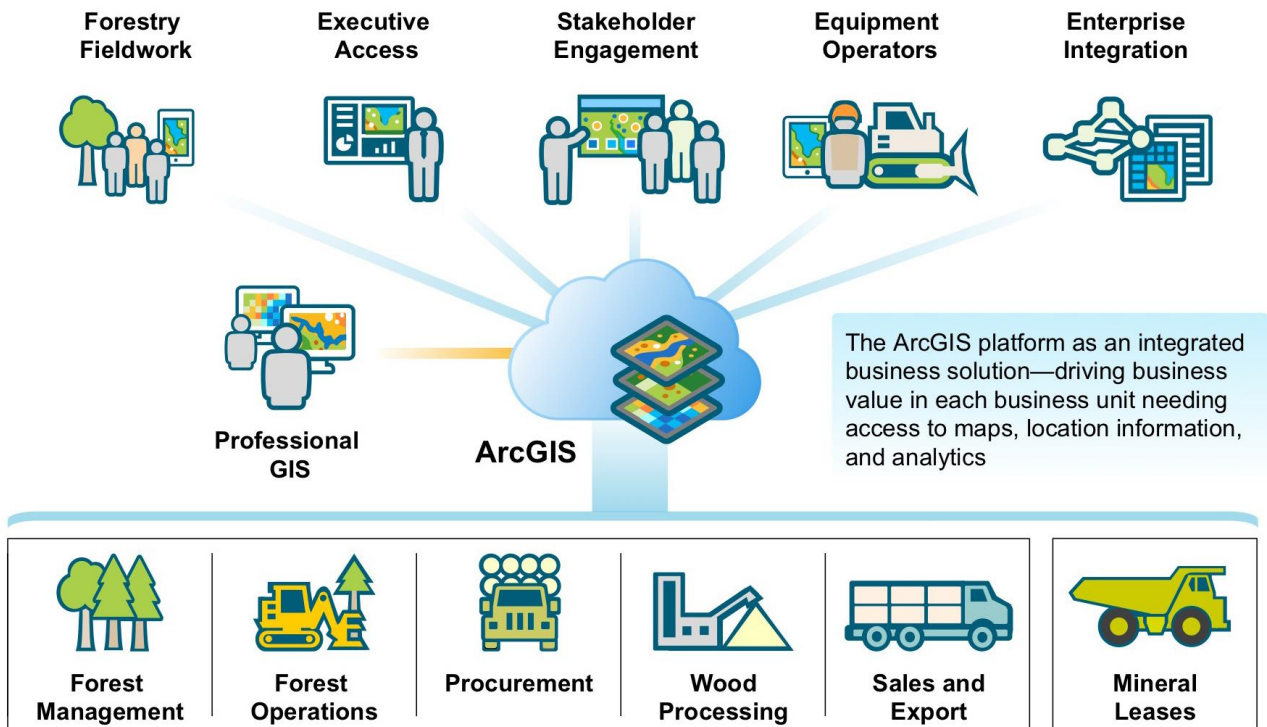 Forestry
Fieldwork
Executive
Access
Stakeholder
Engagement
Equipment
Operators
Enterprise
Integration
Professional
GIS
ArcGIS
The ArcGIS platform as an integrated
business solution—driving business
value in each business unit needing
access to maps, location information,
and analytics
Forest
Management
Forest
Operations
Procurement
Wood
Processing
Sales and
Export
Mineral
Leases